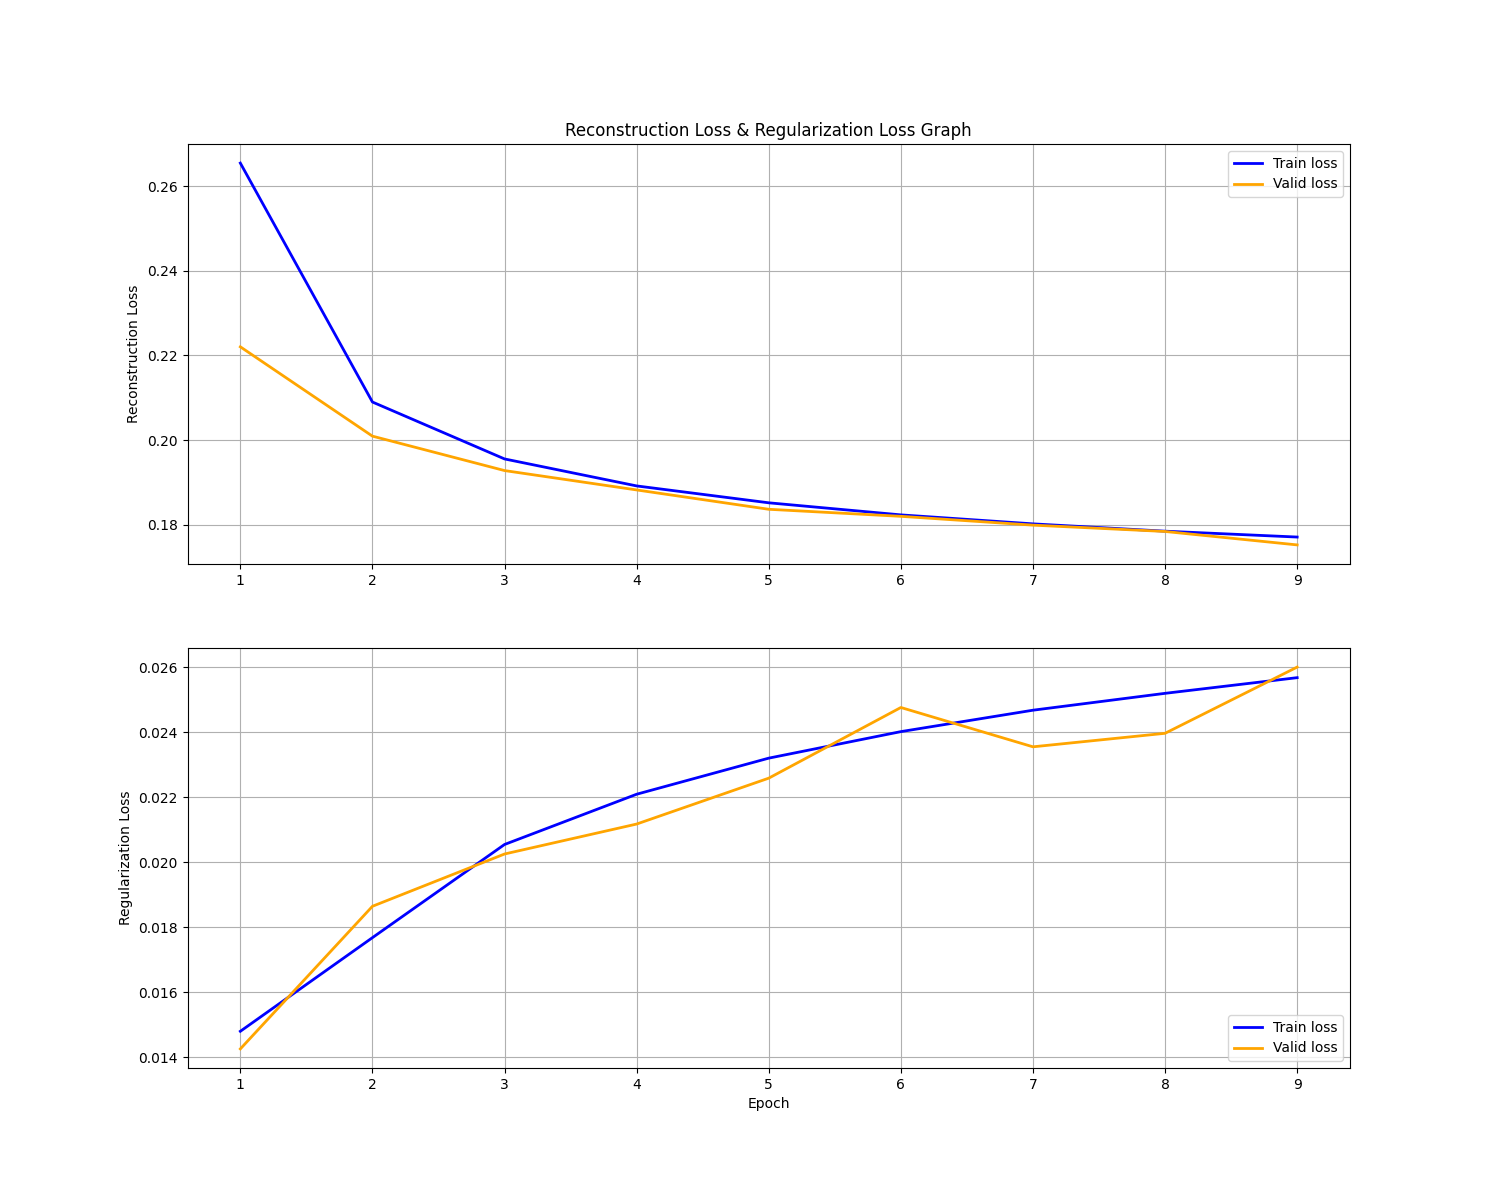 Reconstruction Loss & Regularization Loss Graph
Train loss
Valid loss
Reconstruction Loss
0.26
0.24
0.22
0.20
0.18
1 2 3 4 5 6 7 8 9
Regularization Loss
0.026
0.024
0.022
0.020
0.018
0.016
0.014
Train loss
Valid loss
1 2 3 4 5 6 7 8 9
Epoch